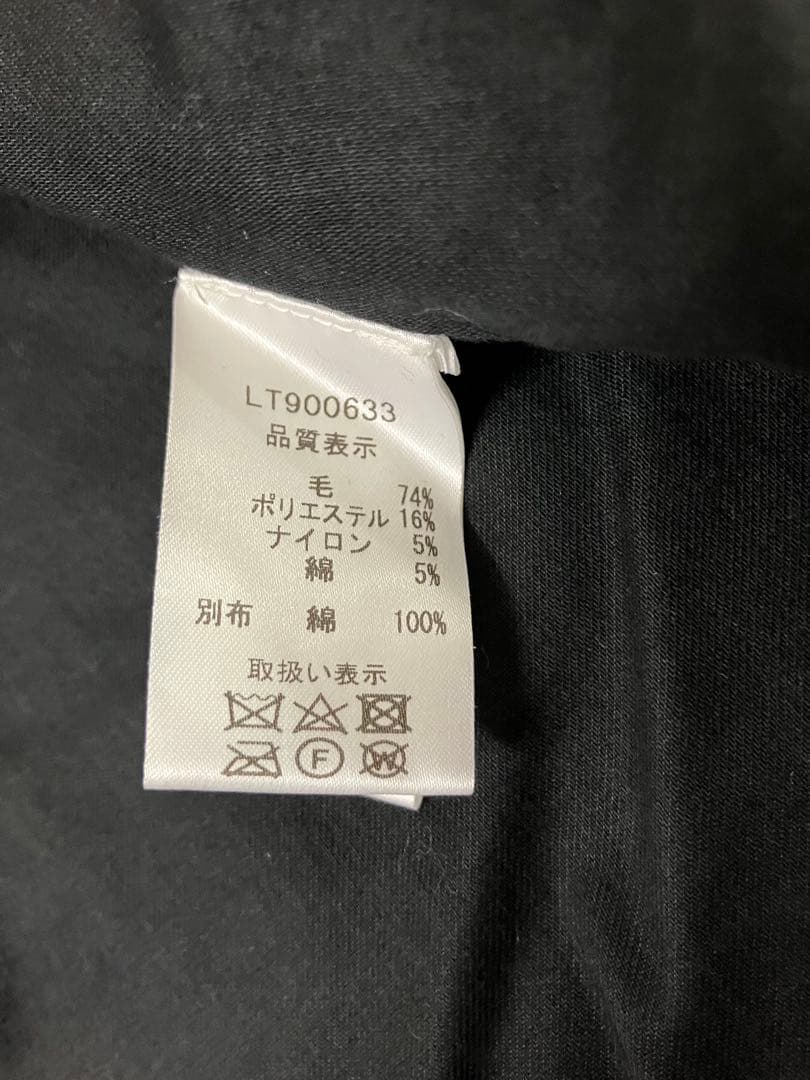 LT900633
品質表示
毛 74%
ポリエステル 16%
ナイロン 5%
綿 5%
別布 綿 100%
取扱い表示
F W